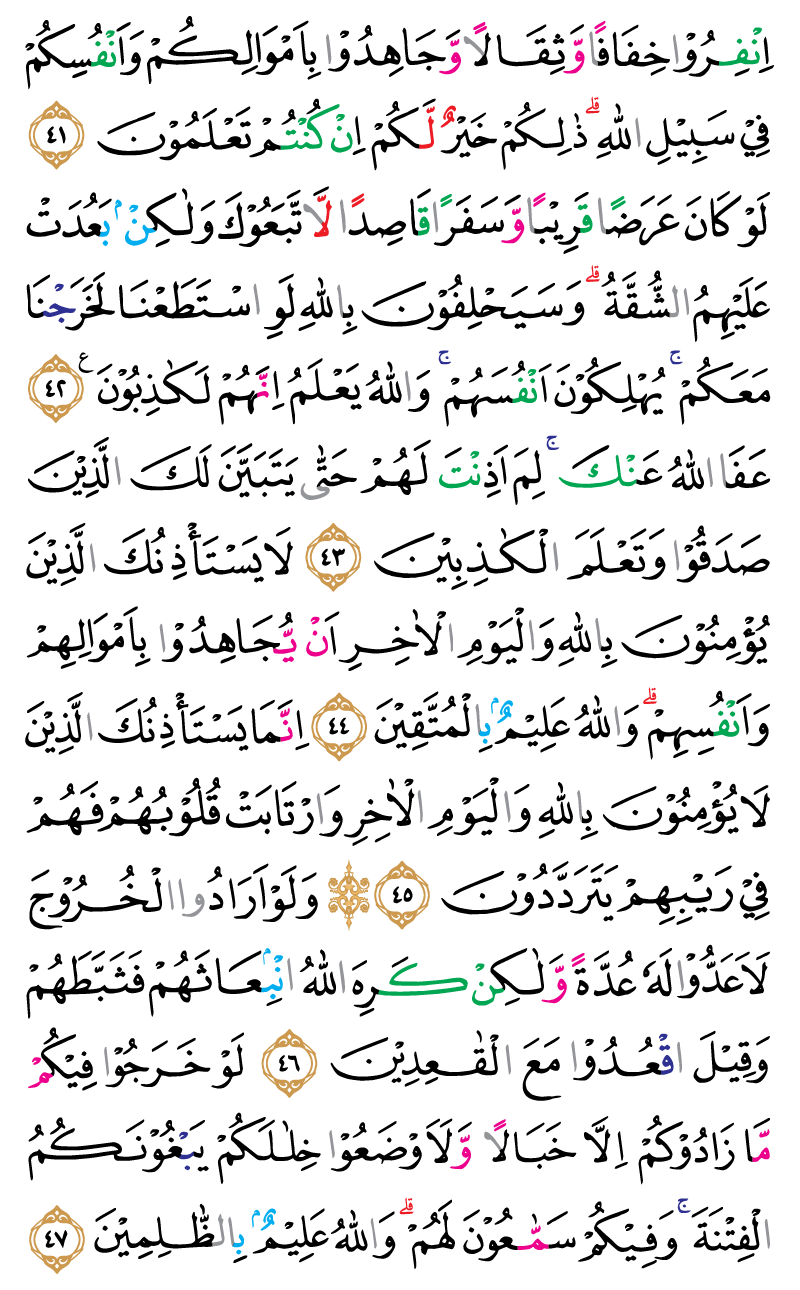 اِنْفِرُوْا خِفَافًا وَّثِقَالًا وَّجَاهِدُوْا بِاَمْوَالِكُمْ وَاَنْفُسِكُمْ
فِيْ سَبِيْلِ اللّٰهِ ۗذٰلِكُمْ خَيْرٌ لَّكُمْ اِنْ كُنْتُمْ تَعْلَمُوْنَ ٤١
لَوْ كَانَ عَرَضًا قَرِيْبًا وَّسَفَرًا قَاصِدًا لَّاتَّبَعُوْكَ وَلٰكِنْۢ بَعُدَتْ
عَلَيْهِمُ الشُّقَّةُ ۗوَسَيَحْلِفُوْنَ بِاللّٰهِ لَوِ اسْتَطَعْنَا لَخَرَجْنَا
مَعَكُمْ ۚيُهْلِكُوْنَ اَنْفُسَهُمْ ۚوَاللّٰهُ يَعْلَمُ اِنَّهُمْ لَكٰذِبُوْنَ ࣖ ٤٢
عَفَا اللّٰهُ عَنْكَ ۚلِمَ اَذِنْتَ لَهُمْ حَتّٰى يَتَبَيَّنَ لَكَ الَّذِيْنَ
صَدَقُوْا وَتَعْلَمَ الْكٰذِبِيْنَ ٤٣ لَا يَسْتَأْذِنُكَ الَّذِيْنَ
يُؤْمِنُوْنَ بِاللّٰهِ وَالْيَوْمِ الْاٰخِرِ اَنْ يُّجَاهِدُوْا بِاَمْوَالِهِمْ
وَاَنْفُسِهِمْۗ وَاللّٰهُ عَلِيْمٌۢ بِالْمُتَّقِيْنَ ٤٤ اِنَّمَا يَسْتَأْذِنُكَ الَّذِيْنَ
لَا يُؤْمِنُوْنَ بِاللّٰهِ وَالْيَوْمِ الْاٰخِرِ وَارْتَابَتْ قُلُوْبُهُمْ فَهُمْ
فِيْ رَيْبِهِمْ يَتَرَدَّدُوْنَ ٤٥ ۞ وَلَوْ اَرَادُوا الْخُرُوْجَ
لَاَعَدُّوْا لَهٗ عُدَّةً وَّلٰكِنْ كَرِهَ اللّٰهُ انْۢبِعَاثَهُمْ فَثَبَّطَهُمْ
وَقِيْلَ اقْعُدُوْا مَعَ الْقٰعِدِيْنَ ٤٦ لَوْ خَرَجُوْا فِيْكُمْ
مَّا زَادُوْكُمْ اِلَّا خَبَالًا وَّلَاَوْضَعُوْا خِلٰلَكُمْ يَبْغُوْنَكُمُ
الْفِتْنَةَ ۚوَفِيْكُمْ سَمّٰعُوْنَ لَهُمْۗ وَاللّٰهُ عَلِيْمٌۢ بِالظّٰلِمِيْنَ ٤٧